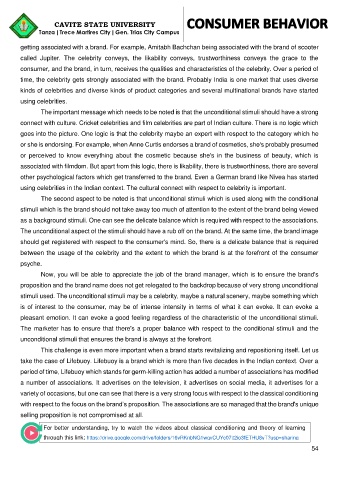 CAVITE STATE UNIVERSITY
CONSUMER BEHAVIOR
Tanza | Trece Martires City | Gen. Trias City Campus
getting associated with a brand. For example, Amitabh Bachchan being associated with the brand of scooter
called Jupiter. The celebrity conveys, the likability conveys, trustworthiness conveys the grace to the
consumer, and the brand, in turn, receives the qualities and characteristics of the celebrity. Over a period of
time, the celebrity gets strongly associated with the brand. Probably India is one market that uses diverse
kinds of celebrities and diverse kinds of product categories and several multinational brands have started
using celebrities.
The important message which needs to be noted is that the unconditional stimuli should have a strong
connect with culture. Cricket celebrities and film celebrities are part of Indian culture. There is no logic which
goes into the picture. One logic is that the celebrity maybe an expert with respect to the category which he
or she is endorsing. For example, when Anne Curtis endorses a brand of cosmetics, she's probably presumed
or perceived to know everything about the cosmetic because she's in the business of beauty, which is
associated with filmdom. But apart from this logic, there is likability, there is trustworthiness, there are several
other psychological factors which get transferred to the brand. Even a German brand like Nivea has started
using celebrities in the Indian context. The cultural connect with respect to celebrity is important.
The second aspect to be noted is that unconditional stimuli which is used along with the conditional
stimuli which is the brand should not take away too much of attention to the extent of the brand being viewed
as a background stimuli. One can see the delicate balance which is required with respect to the associations.
The unconditional aspect of the stimuli should have a rub off on the brand. At the same time, the brand image
should get registered with respect to the consumer's mind. So, there is a delicate balance that is required
between the usage of the celebrity and the extent to which the brand is at the forefront of the consumer
psyche.
Now, you will be able to appreciate the job of the brand manager, which is to ensure the brand's
proposition and the brand name does not get relegated to the backdrop because of very strong unconditional
stimuli used. The unconditional stimuli may be a celebrity, maybe a natural scenery, maybe something which
is of interest to the consumer, may be of intense intensity in terms of what it can evoke. It can evoke a
pleasant emotion. It can evoke a good feeling regardless of the characteristic of the unconditional stimuli.
The marketer has to ensure that there's a proper balance with respect to the conditional stimuli and the
unconditional stimuli that ensures the brand is always at the forefront.
This challenge is even more important when a brand starts revitalizing and repositioning itself. Let us
take the case of Lifebuoy. Lifebuoy is a brand which is more than five decades in the Indian context. Over a
period of time, Lifebuoy which stands for germ-killing action has added a number of associations has modified
a number of associations. It advertises on the television, it advertises on social media, it advertises for a
variety of occasions, but one can see that there is a very strong focus with respect to the classical conditioning
with respect to the focus on the brand's proposition. The associations are so managed that the brand's unique
selling proposition is not compromised at all.
For better understanding, try to watch the videos about classical conditioning and theory of learning
through this link:
54